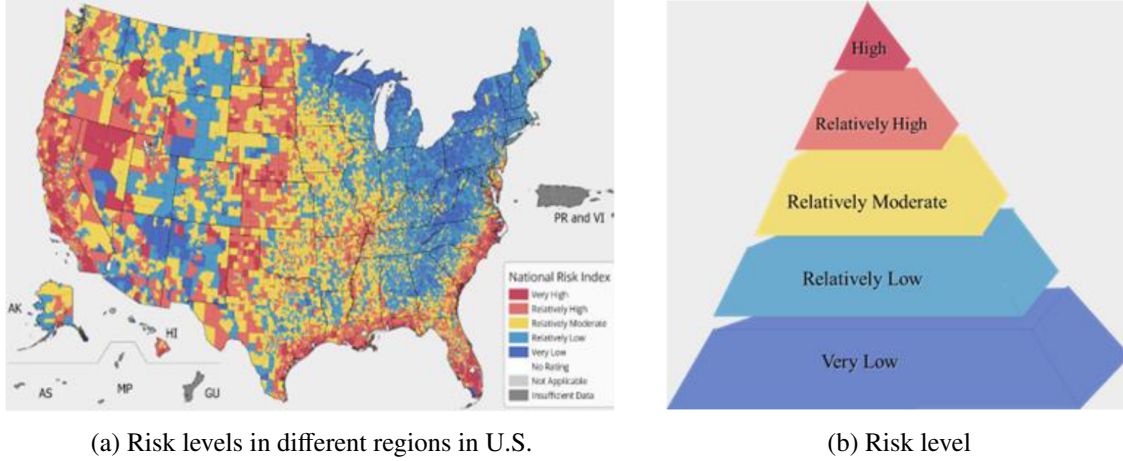 AK
HI
AS
MP
GU
PR and VI
National Risk Index
Very High
Relatively High
Relatively Moderate
Relatively Low
Very Low
No Rating
Not Applicable
Insufficient Data
(a) Risk levels in different regions in U.S.
High
Relatively High
Relatively Moderate
Relatively Low
Very Low
(b) Risk level